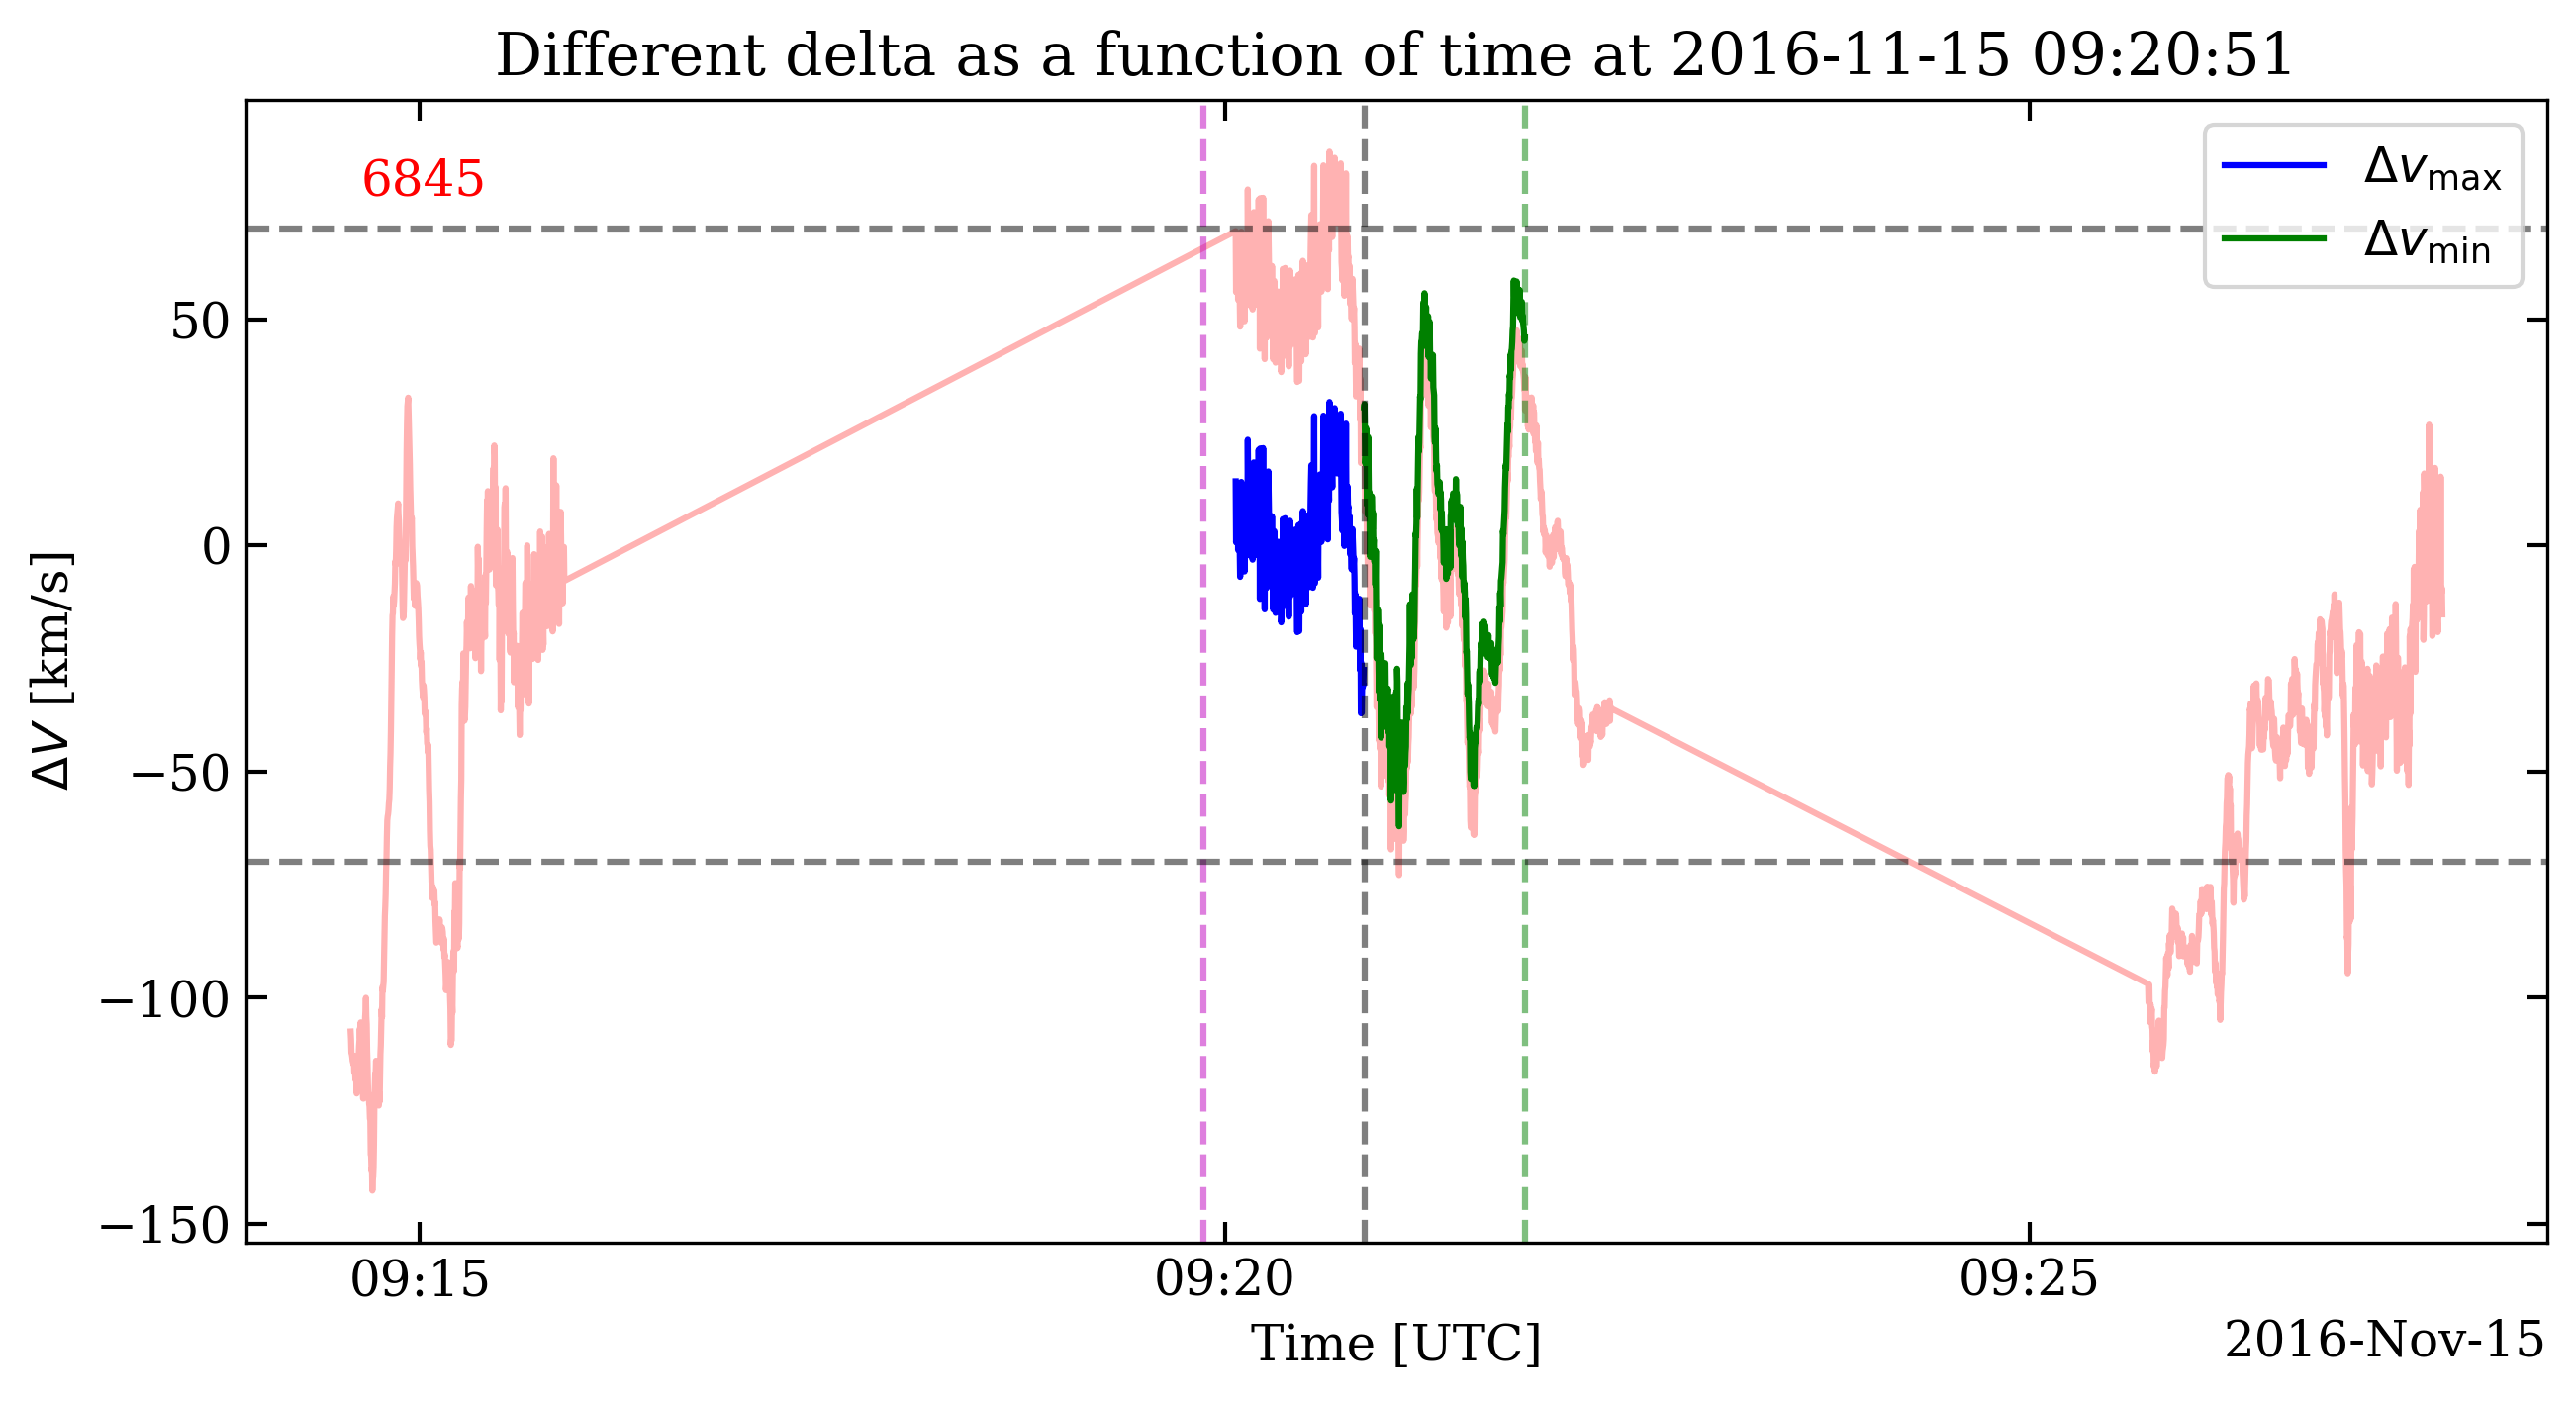 Different delta as a function of time at 2016-11-15 09:20:51
6845
Δv_max
Δv_min
50
0
−50
−100
−150
ΔV [km/s]
09:15 09:20 09:25
Time [UTC]
2016-Nov-15